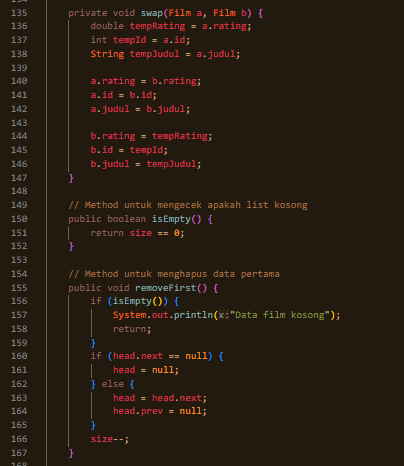 135 private void swap(Film a, Film b) {
136 double tempRating = a.rating;
137 int tempId = a.id;
138 String tempJudul = a.judul;
139
140 a.rating = b.rating;
141 a.id = b.id;
142 a.judul = b.judul;
143
144 b.rating = tempRating;
145 b.id = tempId;
146 b.judul = tempJudul;
147 }
148
149 // Method untuk mengecek apakah list kosong
150 public boolean isEmpty() {
151 return size == 0;
152 }
153
154 // Method untuk menghapus data pertama
155 public void removeFirst() {
156 if (isEmpty()) {
157 System.out.println(x:"Data film kosong");
158 return;
159 }
160 if (head.next == null) {
161 head = null;
162 } else {
163 head = head.next;
164 head.prev = null;
165 }
166 size--;
167 }